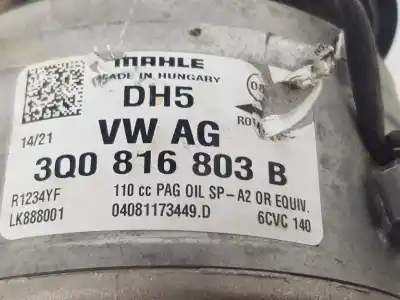 MAHLE
MADE IN HUNGARY
DH5
14/21
VW AG
3Q0 816 803 B
R1234YF
110 cc PAG OIL SP-A2 OR EQUIV.
LK888001
04081173449.D
6CVC 140